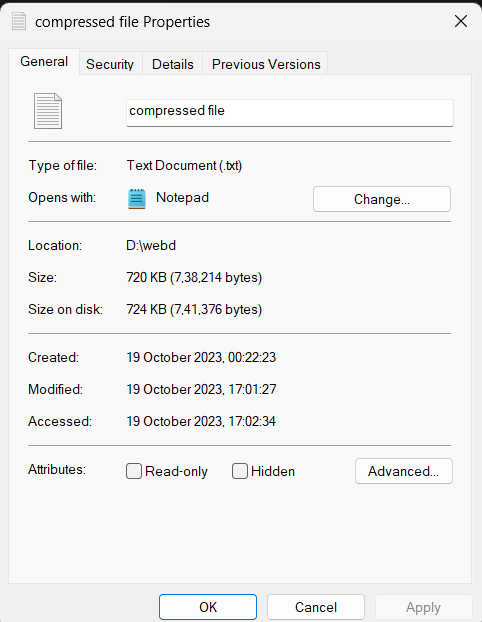 compressed file Properties
General Security Details Previous Versions
compressed file
Type of file: Text Document (.txt)
Opens with: Notepad Change...
Location: D:\webd
Size: 720 KB (7,38,214 bytes)
Size on disk: 724 KB (7,41,376 bytes)
Created: 19 October 2023, 00:22:23
Modified: 19 October 2023, 17:01:27
Accessed: 19 October 2023, 17:02:34
Attributes: Read-only Hidden Advanced...
OK Cancel Apply